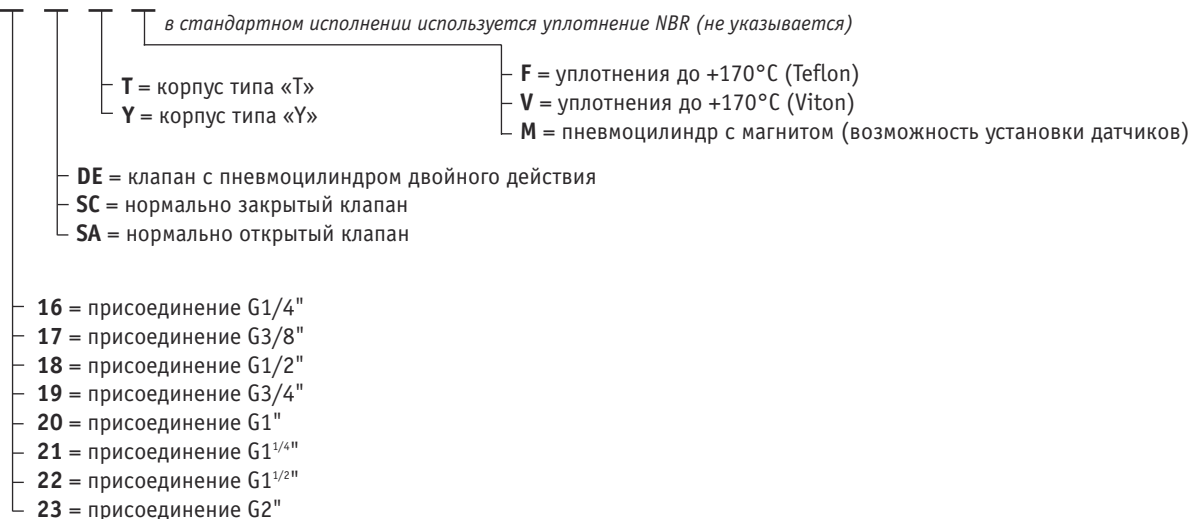 в стандартном исполнении используется уплотнение NBR (не указывается)
F = уплотнения до +170°C (Teflon)
V = уплотнения до +170°C (Viton)
M = пневмоцилиндр с магнитом (возможность установки датчиков)
T = корпус типа «T»
Y = корпус типа «Y»
DE = клапан с пневмоцилиндром двойного действия
SC = нормально закрытый клапан
SA = нормально открытый клапан
16 = присоединение G1/4"
17 = присоединение G3/8"
18 = присоединение G1/2"
19 = присоединение G3/4"
20 = присоединение G1"
21 = присоединение G1 1/4"
22 = присоединение G1 1/2"
23 = присоединение G2"